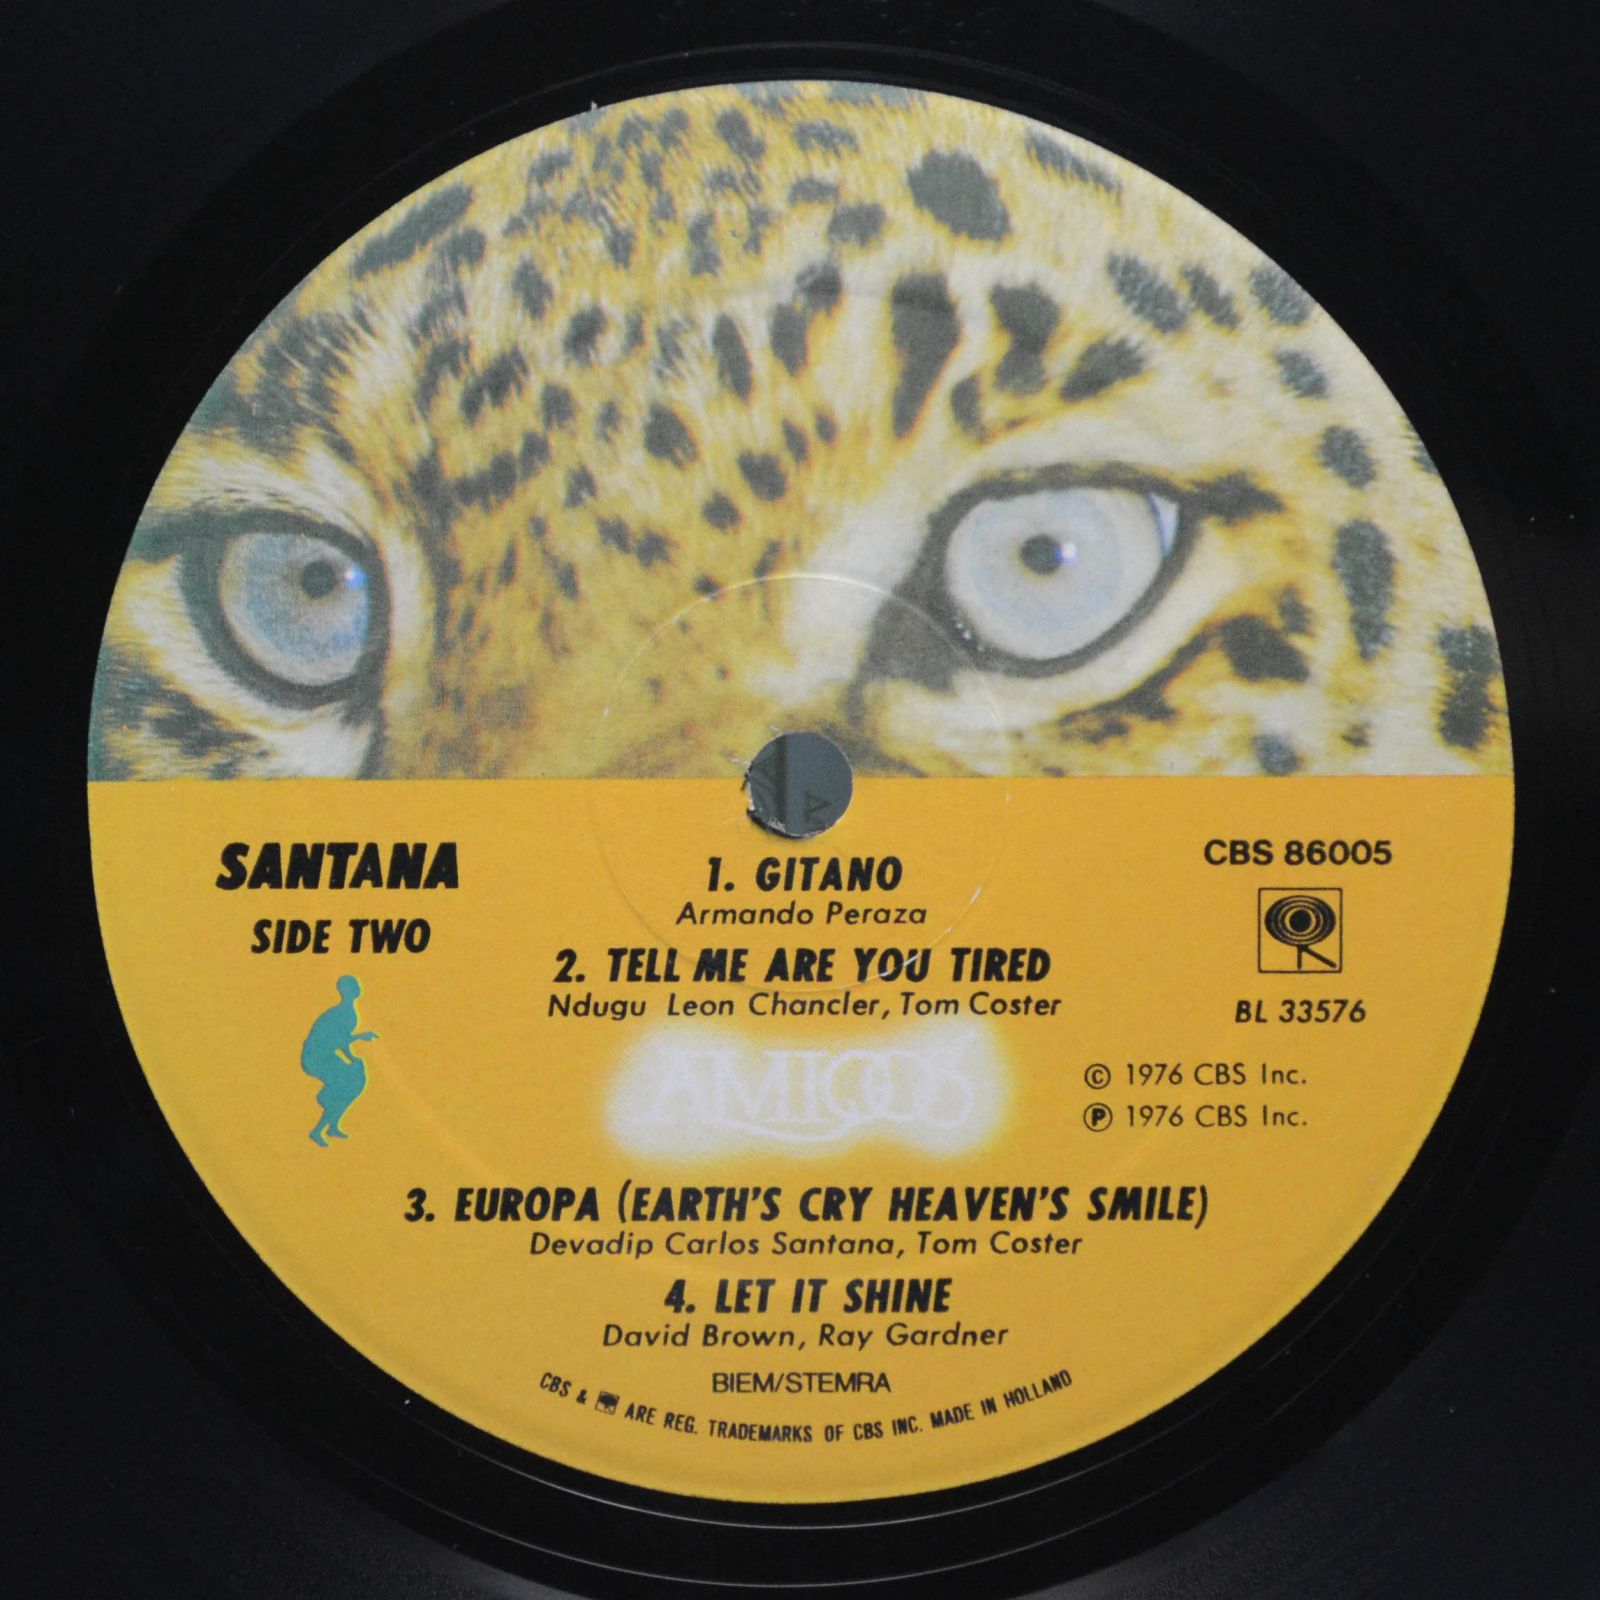 SANTANA
SIDE TWO
1. GITANO
Armando Peraza
2. TELL ME ARE YOU TIRED
Ndugu Leon Chancler, Tom Coster
AMIGOS
CBS 86005
BL 33576
© 1976 CBS Inc.
℗ 1976 CBS Inc.
3. EUROPA (EARTH'S CRY HEAVEN'S SMILE)
Devadip Carlos Santana, Tom Coster
4. LET IT SHINE
David Brown, Ray Gardner
BIEM/STEMRA
CBS & ARE REG. TRADEMARKS OF CBS INC. MADE IN HOLLAND